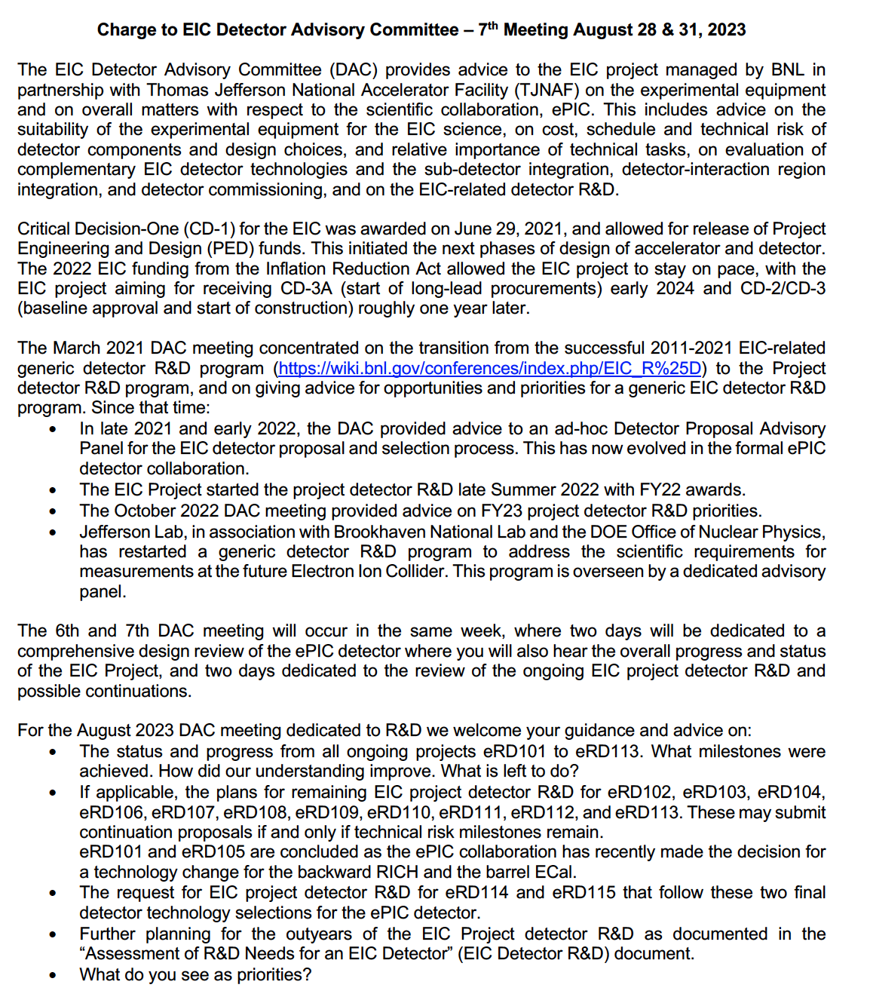 Charge to EIC Detector Advisory Committee – 7th Meeting August 28 & 31, 2023
The EIC Detector Advisory Committee (DAC) provides advice to the EIC project managed by BNL in
partnership with Thomas Jefferson National Accelerator Facility (TJNAF) on the experimental equipment
and on overall matters with respect to the scientific collaboration, ePIC. This includes advice on the
suitability of the experimental equipment for the EIC science, on cost, schedule and technical risk of
detector components and design choices, and relative importance of technical tasks, on evaluation of
complementary EIC detector technologies and the sub-detector integration, detector-interaction region
integration, and detector commissioning, and on the EIC-related detector R&D.
Critical Decision-One (CD-1) for the EIC was awarded on June 29, 2021, and allowed for release of Project
Engineering and Design (PED) funds. This initiated the next phases of design of accelerator and detector.
The 2022 EIC funding from the Inflation Reduction Act allowed the EIC project to stay on pace, with the
EIC project aiming for receiving CD-3A (start of long-lead procurements) early 2024 and CD-2/CD-3
(baseline approval and start of construction) roughly one year later.
The March 2021 DAC meeting concentrated on the transition from the successful 2011-2021 EIC-related
generic detector R&D program (https://wiki.bnl.gov/conferences/index.php/EIC_R%25D) to the Project
detector R&D program, and on giving advice for opportunities and priorities for a generic EIC detector R&D
program. Since that time:
• In late 2021 and early 2022, the DAC provided advice to an ad-hoc Detector Proposal Advisory
Panel for the EIC detector proposal and selection process. This has now evolved in the formal ePIC
detector collaboration.
• The EIC Project started the project detector R&D late Summer 2022 with FY22 awards.
• The October 2022 DAC meeting provided advice on FY23 project detector R&D priorities.
• Jefferson Lab, in association with Brookhaven National Lab and the DOE Office of Nuclear Physics,
has restarted a generic detector R&D program to address the scientific requirements for
measurements at the future Electron Ion Collider. This program is overseen by a dedicated advisory
panel.
The 6th and 7th DAC meeting will occur in the same week, where two days will be dedicated to a
comprehensive design review of the ePIC detector where you will also hear the overall progress and status
of the EIC Project, and two days dedicated to the review of the ongoing EIC project detector R&D and
possible continuations.
For the August 2023 DAC meeting dedicated to R&D we welcome your guidance and advice on:
• The status and progress from all ongoing projects eRD101 to eRD113. What milestones were
achieved. How did our understanding improve. What is left to do?
• If applicable, the plans for remaining EIC project detector R&D for eRD102, eRD103, eRD104,
eRD106, eRD107, eRD108, eRD109, eRD110, eRD111, eRD112, and eRD113. These may submit
continuation proposals if and only if technical risk milestones remain.
eRD101 and eRD105 are concluded as the ePIC collaboration has recently made the decision for
a technology change for the backward RICH and the barrel ECal.
• The request for EIC project detector R&D for eRD114 and eRD115 that follow these two final
detector technology selections for the ePIC detector.
• Further planning for the outyears of the EIC Project detector R&D as documented in the
“Assessment of R&D Needs for an EIC Detector” (EIC Detector R&D) document.
• What do you see as priorities?